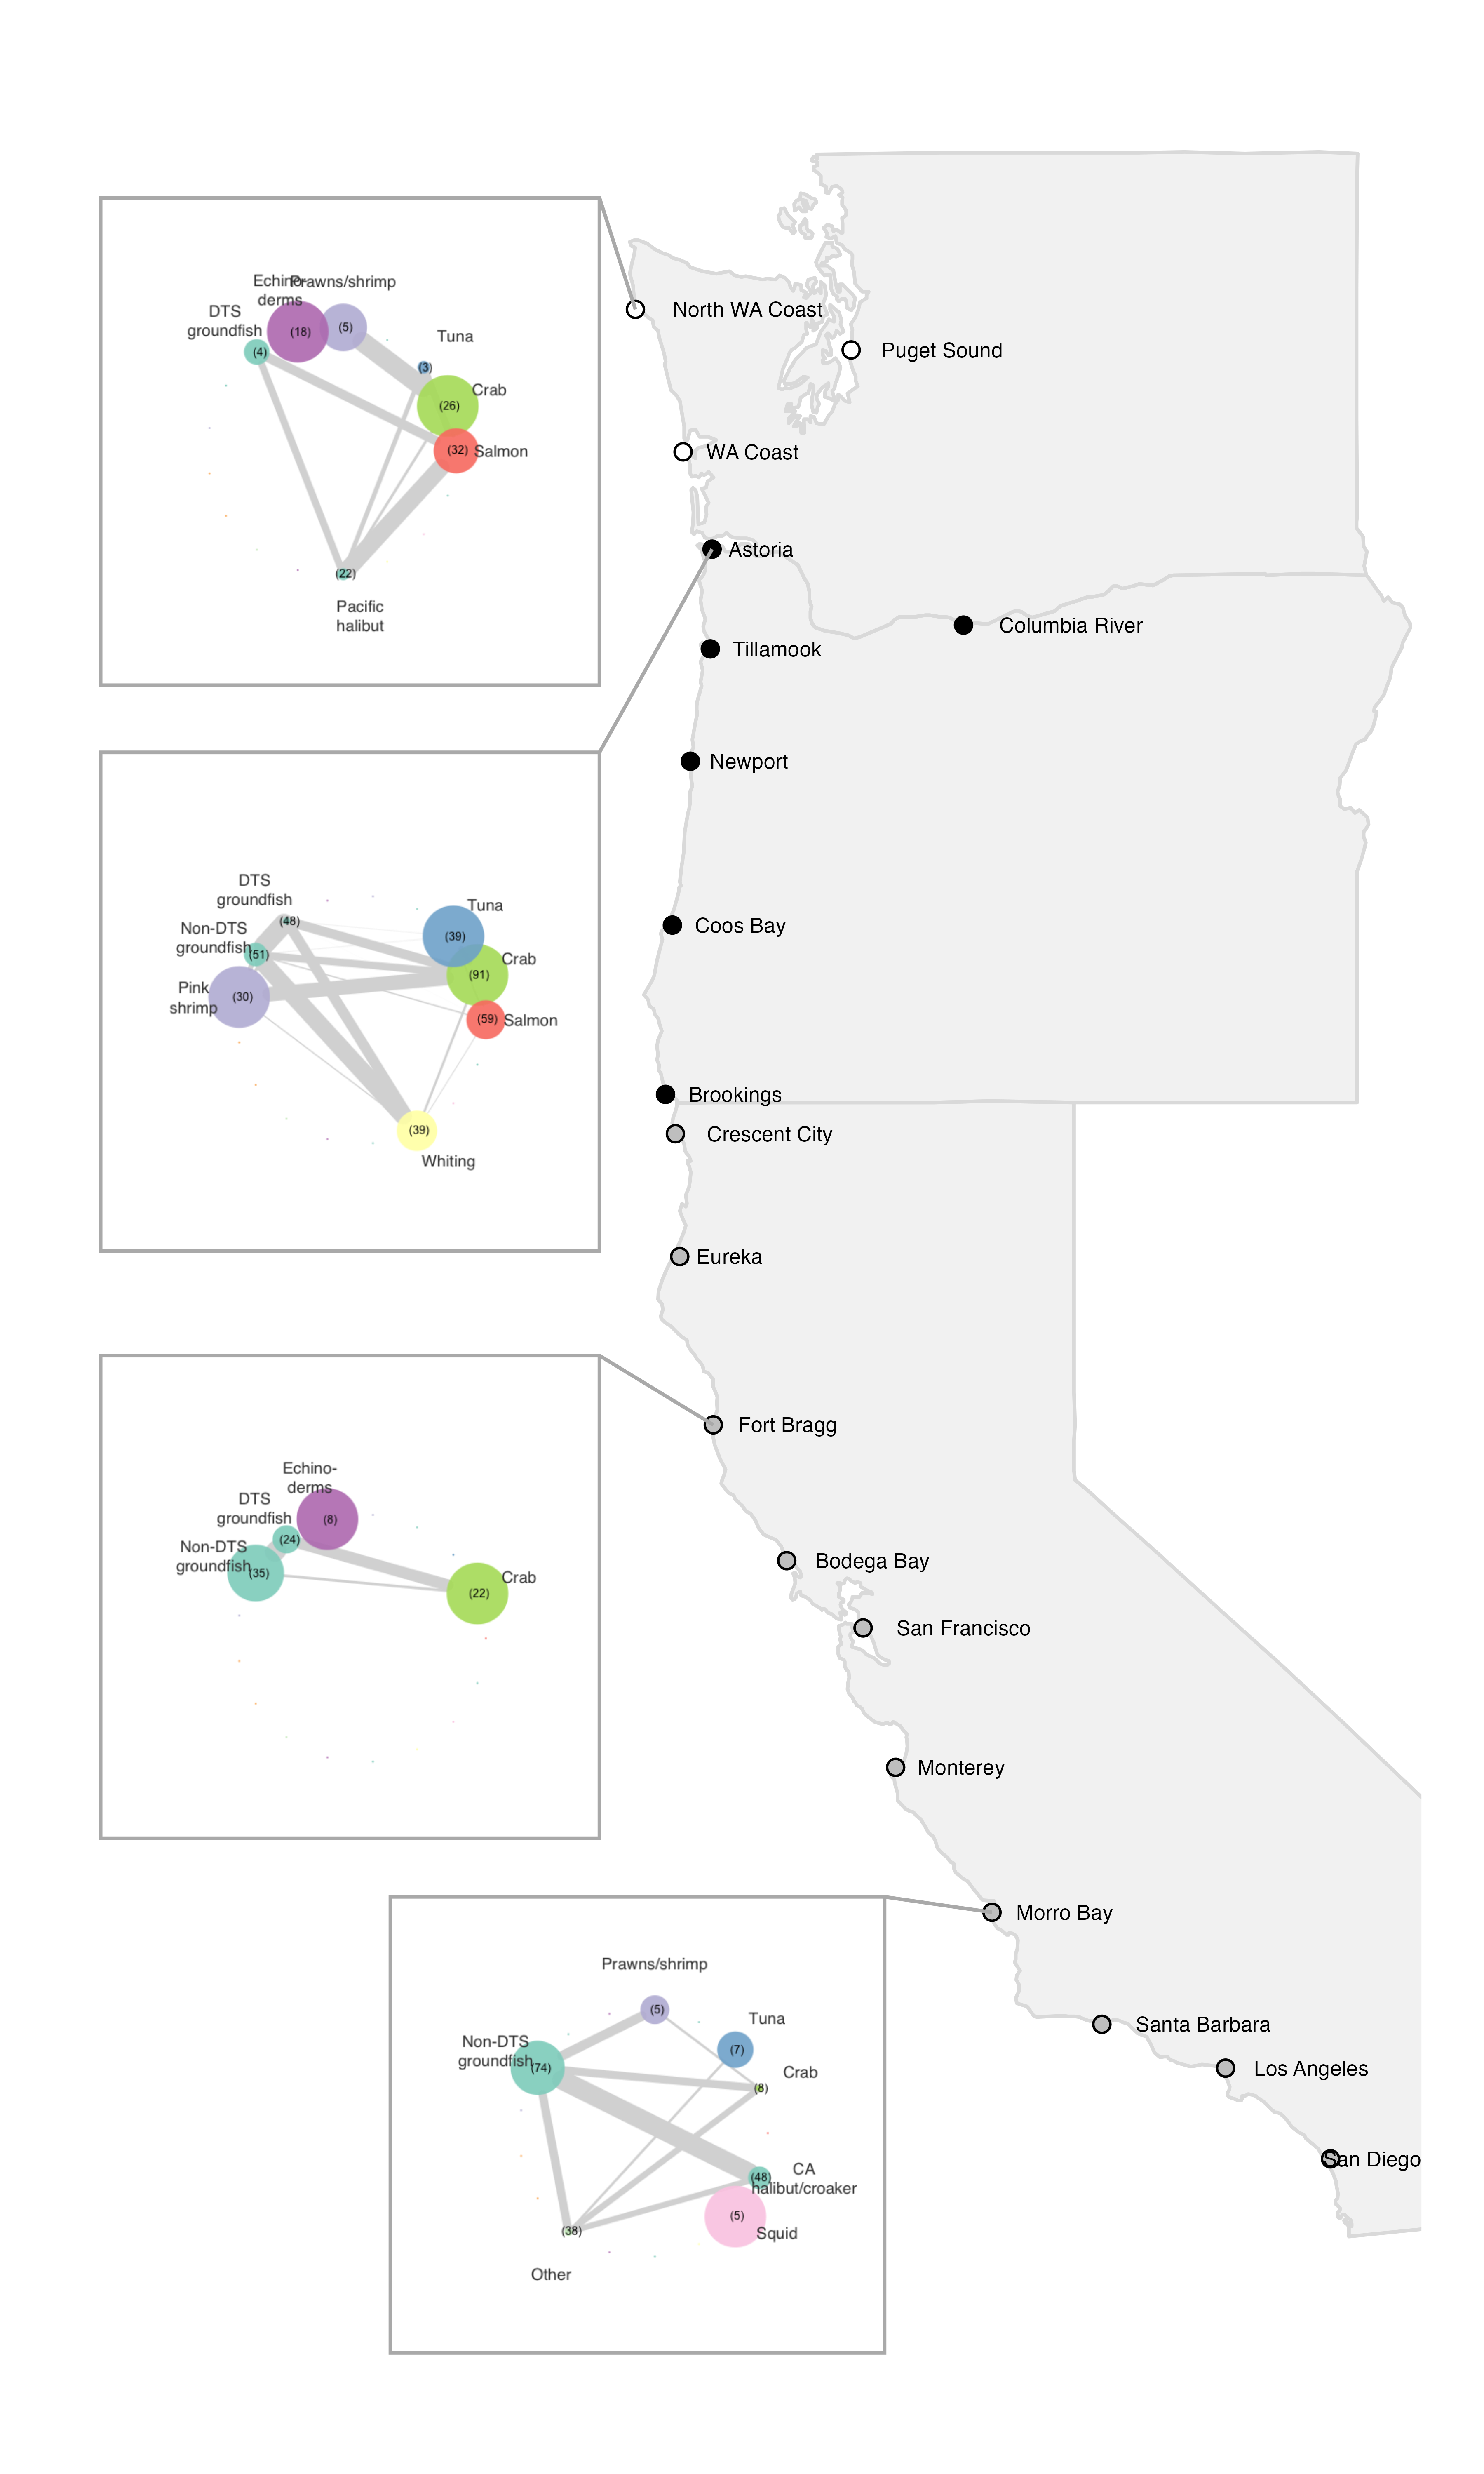 Echino-
derms
Prawns/shrimp
DTS
groundfish
(18)
(5)
(4)
Tuna
(3)
Crab
(26)
(32)
Salmon
(22)
Pacific
halibut
North WA Coast
Puget Sound
WA Coast
Astoria
Columbia River
Tillamook
Newport
DTS
groundfish
(48)
Non-DTS
groundfish
(51)
Pink
shrimp
(30)
Tuna
(39)
Crab
(91)
(59)
Salmon
(39)
Whiting
Coos Bay
Brookings
Crescent City
Eureka
Fort Bragg
Echino-
derms
DTS
groundfish
(8)
(24)
Non-DTS
groundfish
(35)
Crab
(22)
Bodega Bay
San Francisco
Monterey
Morro Bay
Prawns/shrimp
(5)
Tuna
(7)
Non-DTS
groundfish
(74)
Crab
(8)
CA
halibut/croaker
(48)
(5)
Squid
(38)
Other
Santa Barbara
Los Angeles
San Diego